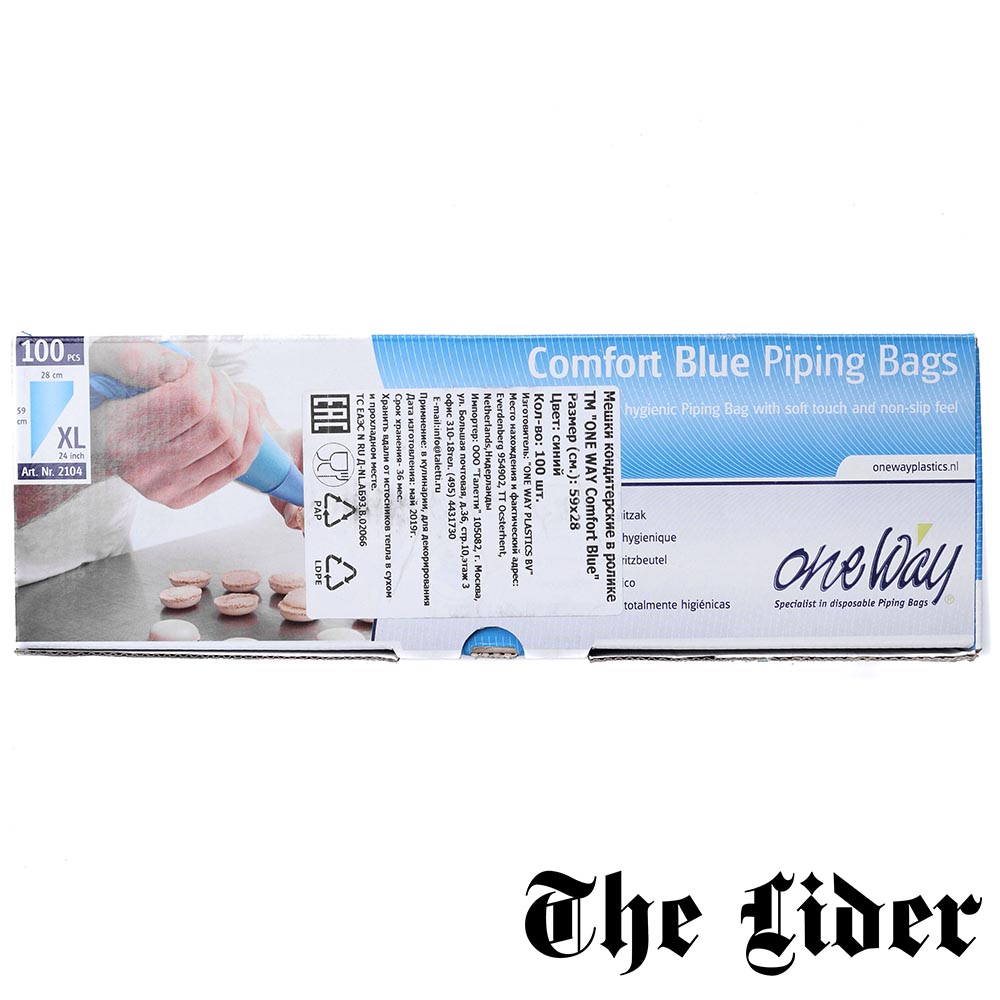 100 PCS
28 cm
59
cm
XL
24 inch
Art. Nr. 2104
Comfort Blue Piping Bags
hygienic Piping Bag with soft touch and non-slip feel
onewayplastics.nl
itzak
hygienique
ritzbeutel
ico
totalmente higiénicas
one Way
Specialist in disposable Piping Bags
®
Мешки кондитерские в ролике
ТМ "ONE WAY Comfort Blue"
Размер (см.): 59х28
Цвет: синий
Кол-во: 100 шт.
Изготовитель: "ONE WAY PLASTICS BV"
Место нахождения и фактический адрес:
Everdenberg 954902, TT Oosterhent,
Netherlands,Нидерланды
Импортер: ООО "Талетти" 105082, г. Москва,
ул. Большая почтовая, д.36, стр.10,этаж 3
офис 310-18тел. (495) 4431730
E-mail:info@taletti.ru
Применение: в кулинарии, для декорирования
Дата изготовления: май 2019г.
Срок хранения- 36 мес.
Хранить вдали от истосников тепла в сухом
и прохладном месте.
ТС ЕАЭС N RU Д-NL.АБ93.В.02066
EAC
PAP
LDPE
The Lider